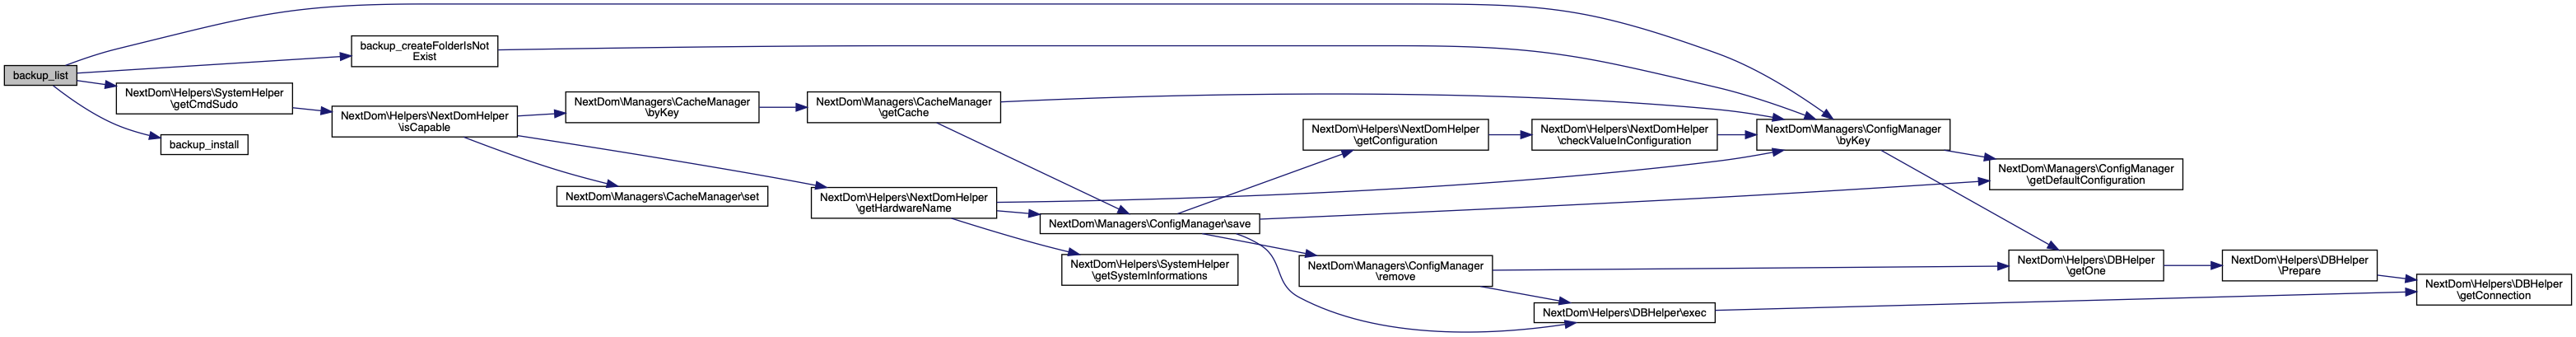 backup_list
backup_createFolderIsNot
Exist
NextDom\Helpers\SystemHelper
\getCmdSudo
backup_install
NextDom\Helpers\NextDomHelper
\isCapable
NextDom\Managers\CacheManager
\byKey
NextDom\Managers\CacheManager\set
NextDom\Managers\CacheManager
\getCache
NextDom\Helpers\NextDomHelper
\getHardwareName
NextDom\Managers\ConfigManager\save
NextDom\Helpers\SystemHelper
\getSystemInformations
NextDom\Helpers\NextDomHelper
\getConfiguration
NextDom\Managers\ConfigManager
\remove
NextDom\Helpers\NextDomHelper
\checkValueInConfiguration
NextDom\Helpers\DBHelper\exec
NextDom\Managers\ConfigManager
\byKey
NextDom\Managers\ConfigManager
\getDefaultConfiguration
NextDom\Helpers\DBHelper
\getOne
NextDom\Helpers\DBHelper
\Prepare
NextDom\Helpers\DBHelper
\getConnection